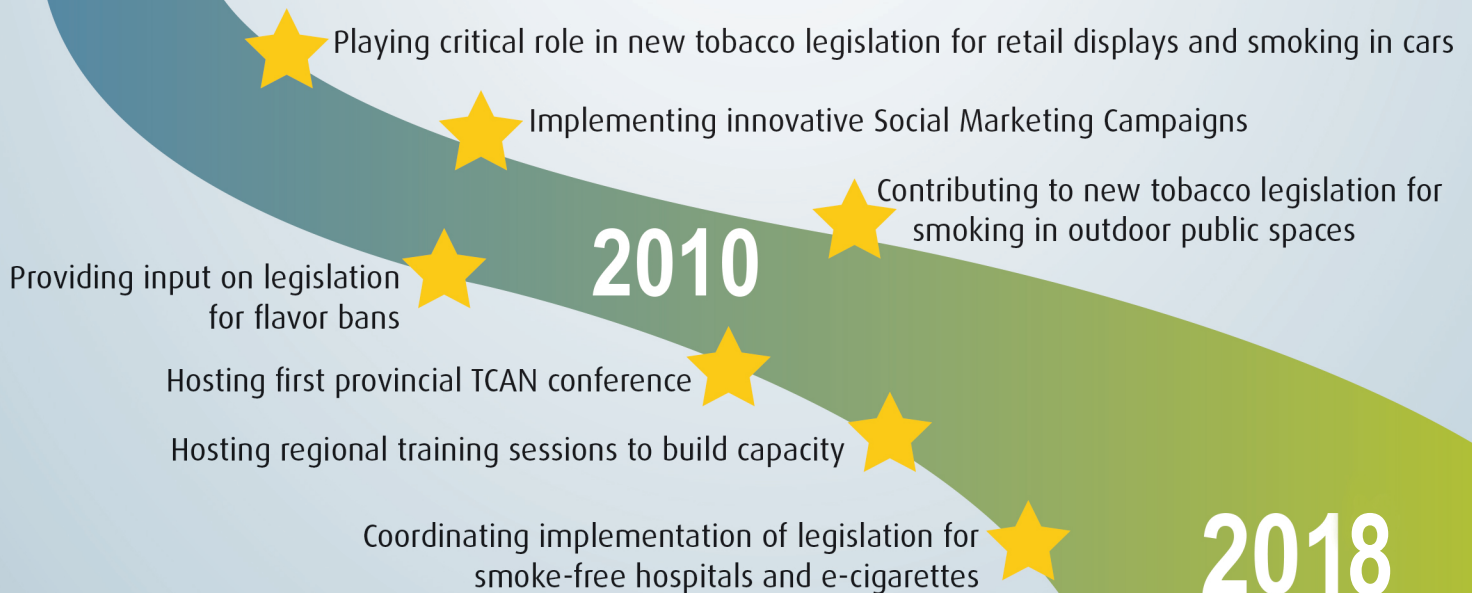 Playing critical role in new tobacco legislation for retail displays and smoking in cars
Implementing innovative Social Marketing Campaigns
Contributing to new tobacco legislation for
smoking in outdoor public spaces
2010
Providing input on legislation
for flavor bans
Hosting first provincial TCAN conference
Hosting regional training sessions to build capacity
Coordinating implementation of legislation for
smoke-free hospitals and e-cigarettes
2018